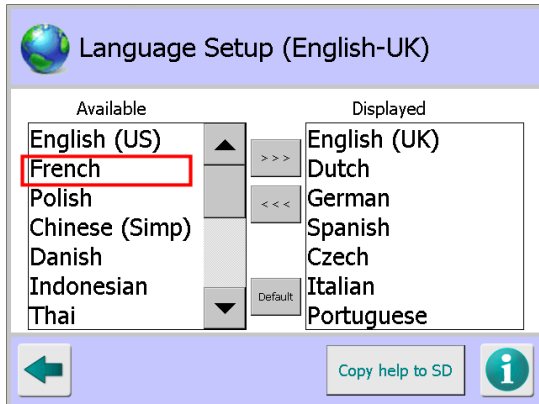 Language Setup (English-UK)
Available
English (US)
French
Polish
Chinese (Simp)
Danish
Indonesian
Thai
>>>
<<<
Default
Displayed
English (UK)
Dutch
German
Spanish
Czech
Italian
Portuguese
Copy help to SD
i